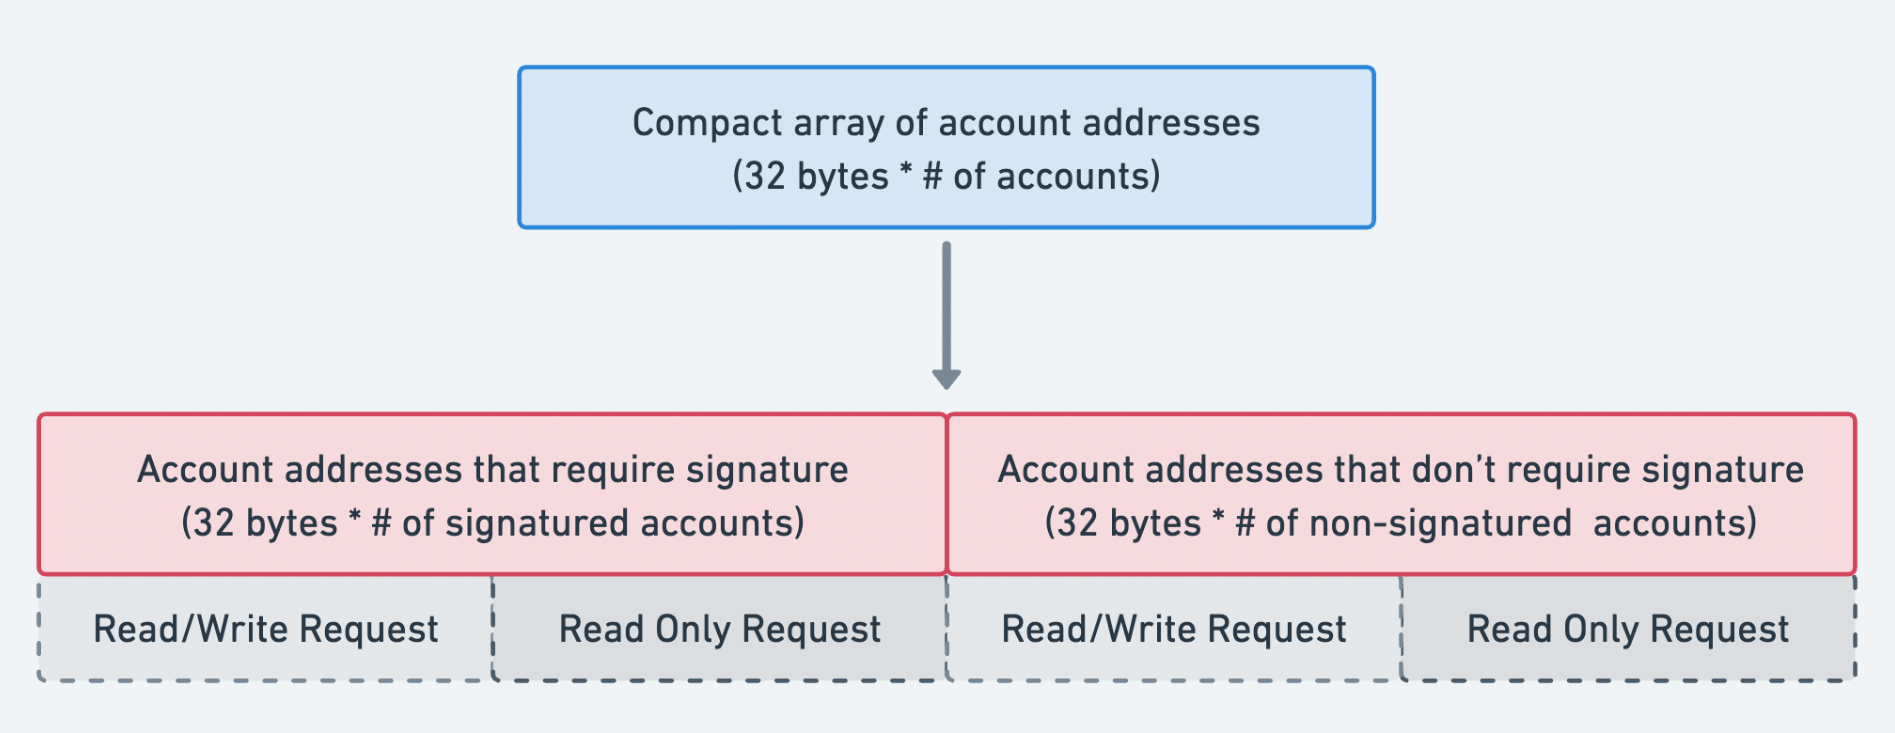 Compact array of account addresses
(32 bytes * # of accounts)
Account addresses that require signature
(32 bytes * # of signatured accounts)
Account addresses that don’t require signature
(32 bytes * # of non-signatured  accounts)
Read/Write Request
Read Only Request
Read/Write Request
Read Only Request